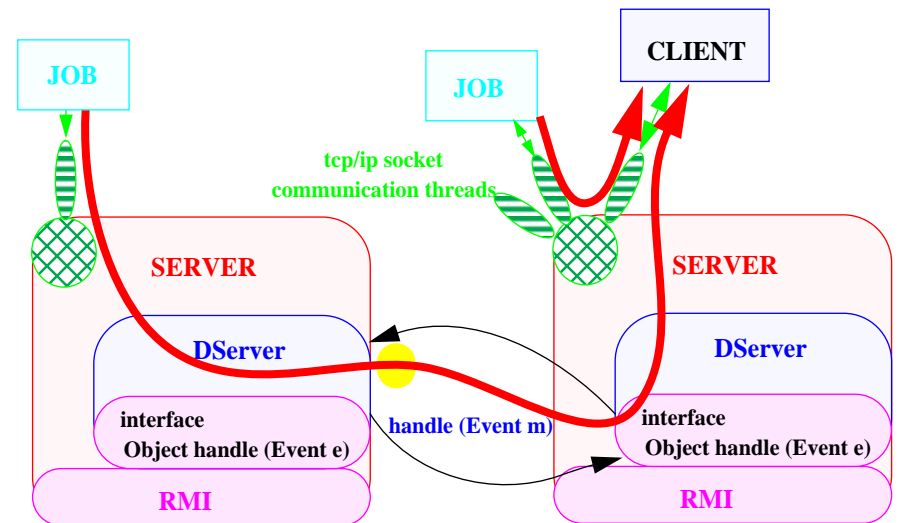 JOB
CLIENT
JOB
tcp/ip socket
communication threads
SERVER
SERVER
DServer
DServer
interface
Object handle (Event e)
handle (Event m)
interface
Object handle (Event e)
RMI
RMI